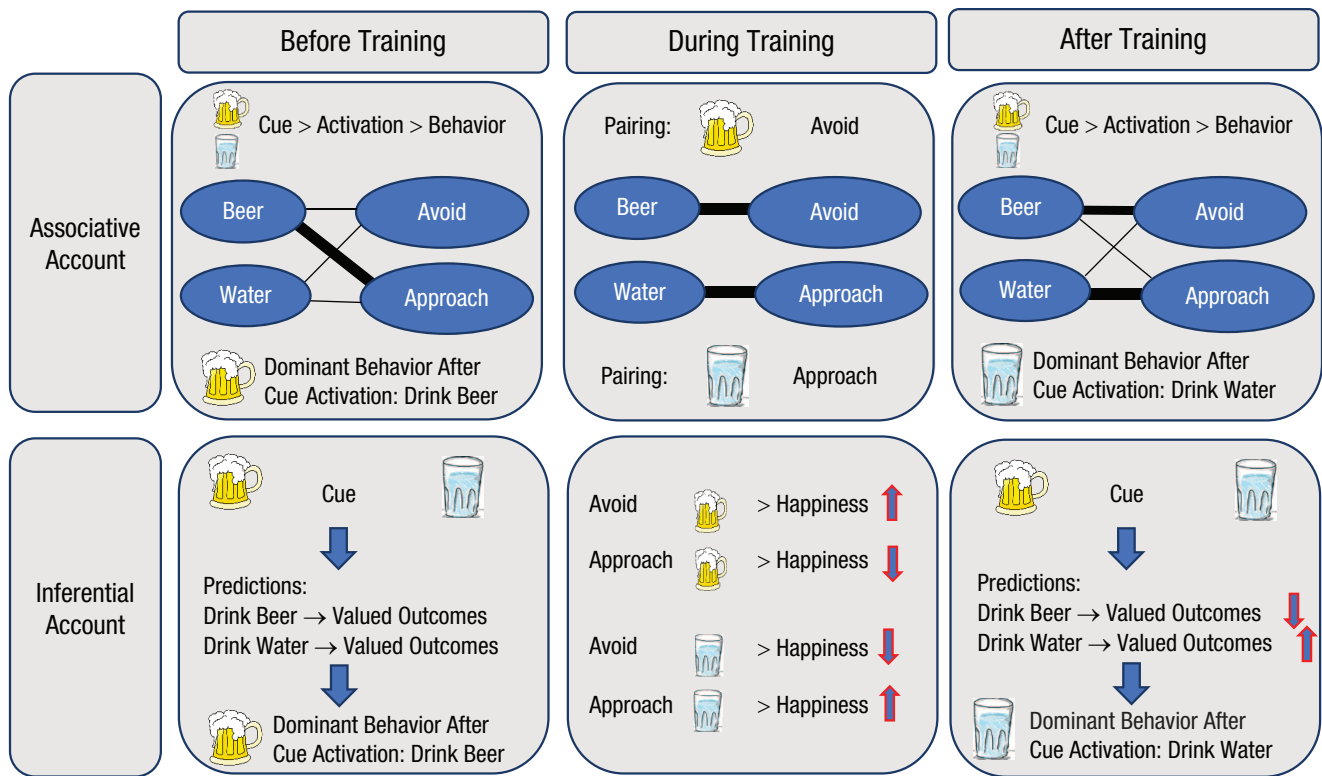 Before Training
During Training
After Training
Associative
Account
Cue > Activation > Behavior
Beer
Avoid
Water
Approach
Dominant Behavior After
Cue Activation: Drink Beer
Pairing:
Avoid
Beer
Avoid
Water
Approach
Pairing:
Approach
Cue > Activation > Behavior
Beer
Avoid
Water
Approach
Dominant Behavior After
Cue Activation: Drink Water
Inferential
Account
Cue
Predictions:
Drink Beer → Valued Outcomes
Drink Water → Valued Outcomes
Dominant Behavior After
Cue Activation: Drink Beer
Avoid > Happiness
Approach > Happiness
Avoid > Happiness
Approach > Happiness
Cue
Predictions:
Drink Beer → Valued Outcomes
Drink Water → Valued Outcomes
Dominant Behavior After
Cue Activation: Drink Water